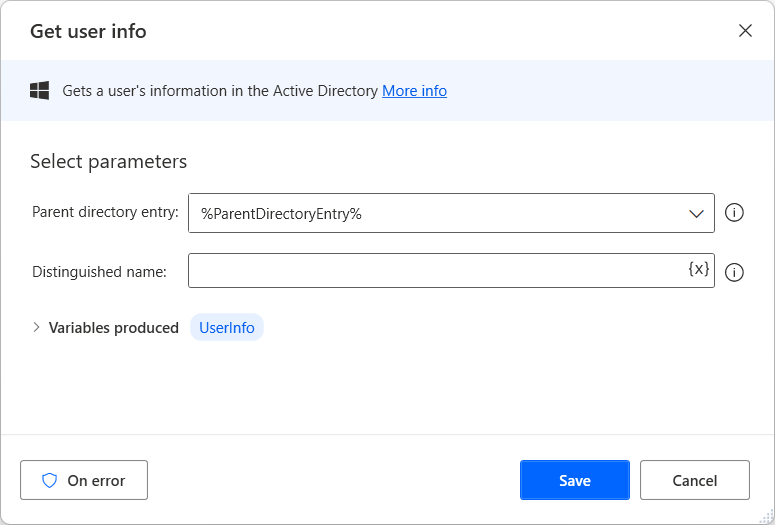 Get user info
Gets a user's information in the Active Directory More info
Select parameters
Parent directory entry: %ParentDirectoryEntry%
Distinguished name: {x}
Variables produced UserInfo
On error Save Cancel